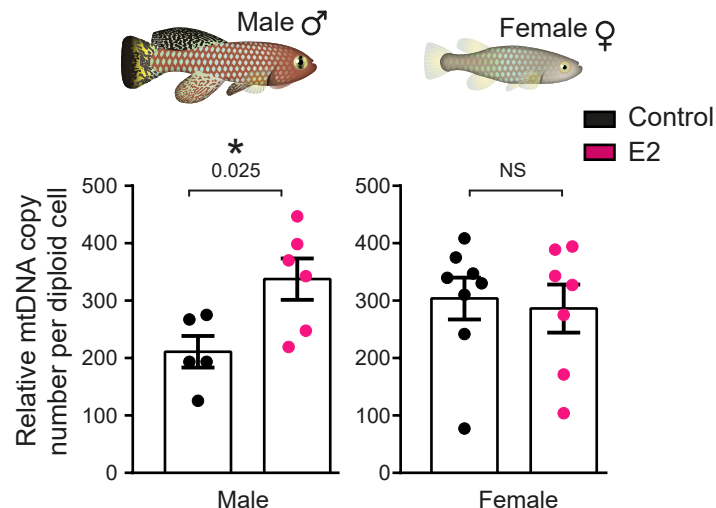 Male ♂
Female ♀
Control
E2
*
0.025
NS
Relative mtDNA copy
number per diploid cell
500
400
300
200
100
0
500
400
300
200
100
0
Male
Female